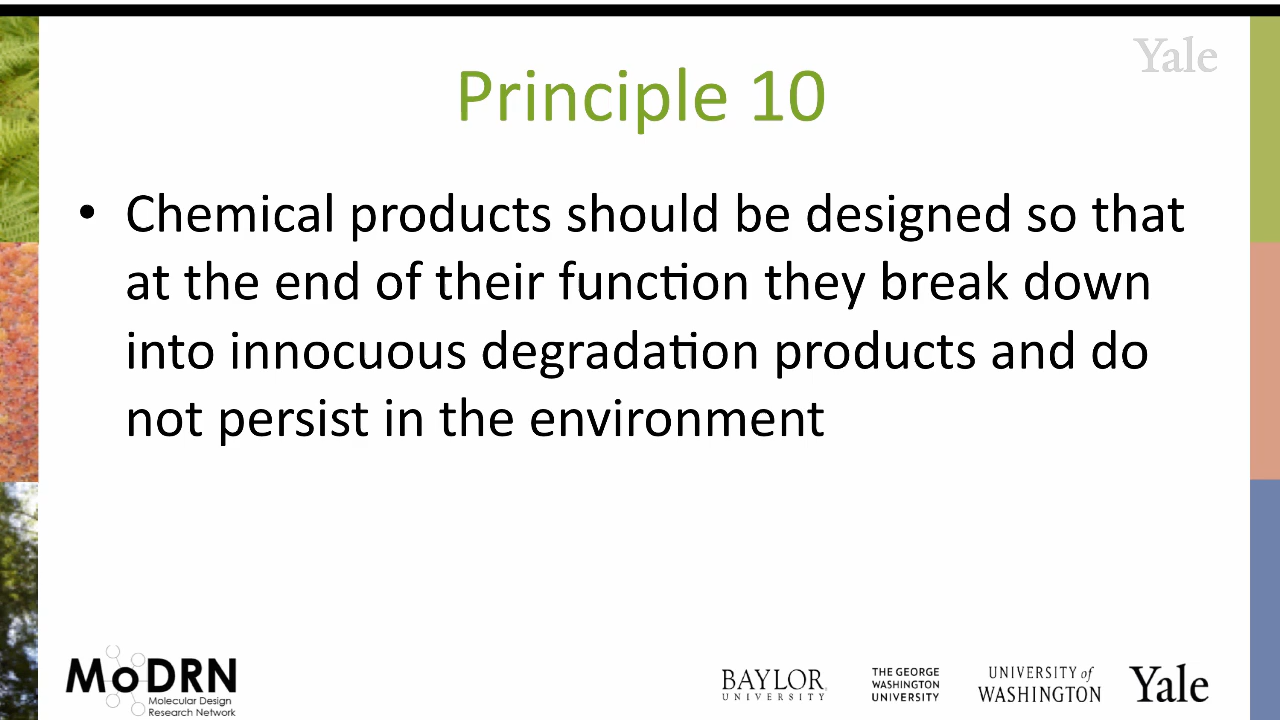 Yale
Principle 10
• Chemical products should be designed so that
at the end of their function they break down
into innocuous degradation products and do
not persist in the environment
MoDRN
Molecular Design
Research Network
BAYLOR
UNIVERSITY
THE GEORGE
WASHINGTON
UNIVERSITY
UNIVERSITY of
WASHINGTON
Yale